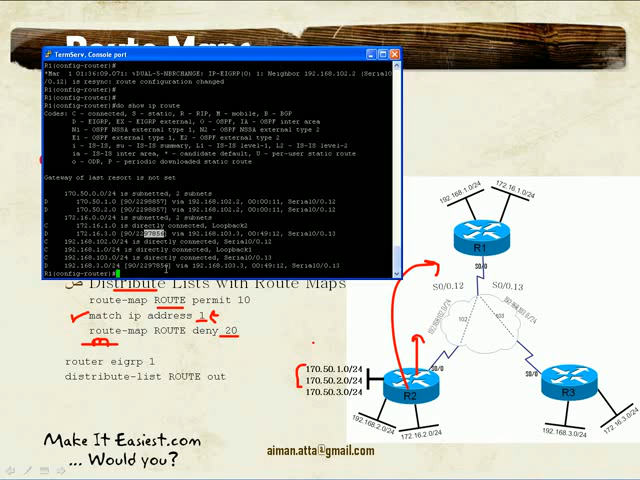 Route Maps
TermServ. Console port
R1(config-router)#
*Mar  1 01:36:09.071: %DUAL-5-NBRCHANGE: IP-EIGRP(0) 1: Neighbor 192.168.102.2 (Serial0/0.12) is resync: route configuration changed
R1(config-router)#
R1(config-router)#
R1(config-router)#do show ip route
Codes: C - connected, S - static, R - RIP, M - mobile, B - BGP
D - EIGRP, EX - EIGRP external, O - OSPF, IA - OSPF inter area
N1 - OSPF NSSA external type 1, N2 - OSPF NSSA external type 2
E1 - OSPF external type 1, E2 - OSPF external type 2
i - IS-IS, su - IS-IS summary, L1 - IS-IS level-1, L2 - IS-IS level-2
ia - IS-IS inter area, * - candidate default, U - per-user static route
o - ODR, P - periodic downloaded static route
Gateway of last resort is not set
170.50.0.0/24 is subnetted, 2 subnets
D 170.50.1.0 [90/2297856] via 192.168.102.2, 00:00:11, Serial0/0.12
D 170.50.2.0 [90/2297856] via 192.168.102.2, 00:00:11, Serial0/0.12
172.16.0.0/24 is subnetted, 2 subnets
C 172.16.1.0 is directly connected, Loopback2
D 172.16.3.0 [90/2297856] via 192.168.103.3, 00:49:12, Serial0/0.13
C 192.168.102.0/24 is directly connected, Serial0/0.12
C 192.168.1.0/24 is directly connected, Loopback1
C 192.168.103.0/24 is directly connected, Serial0/0.13
D 192.168.3.0/24 [90/2297856] via 192.168.103.3, 00:49:12, Serial0/0.13
R1(config-router)#
ص Distribute Lists With Route Maps
route-map ROUTE permit 10
match ip address 1
route-map ROUTE deny 20
router eigrp 1
distribute-list ROUTE out
192.168.1.0/24
172.16.1.0/24
R1
S0/0
S0/0.12
S0/0.13
192.168.102.0/24
192.168.103.0/24
102
103
170.50.1.0/24
170.50.2.0/24
170.50.3.0/24
S0/0
S0/0
R2
R3
192.168.2.0/24
172.16.2.0/24
192.168.3.0/24
172.16.3.0/24
Make It Easiest.com
... Would you?
aiman.atta@gmail.com